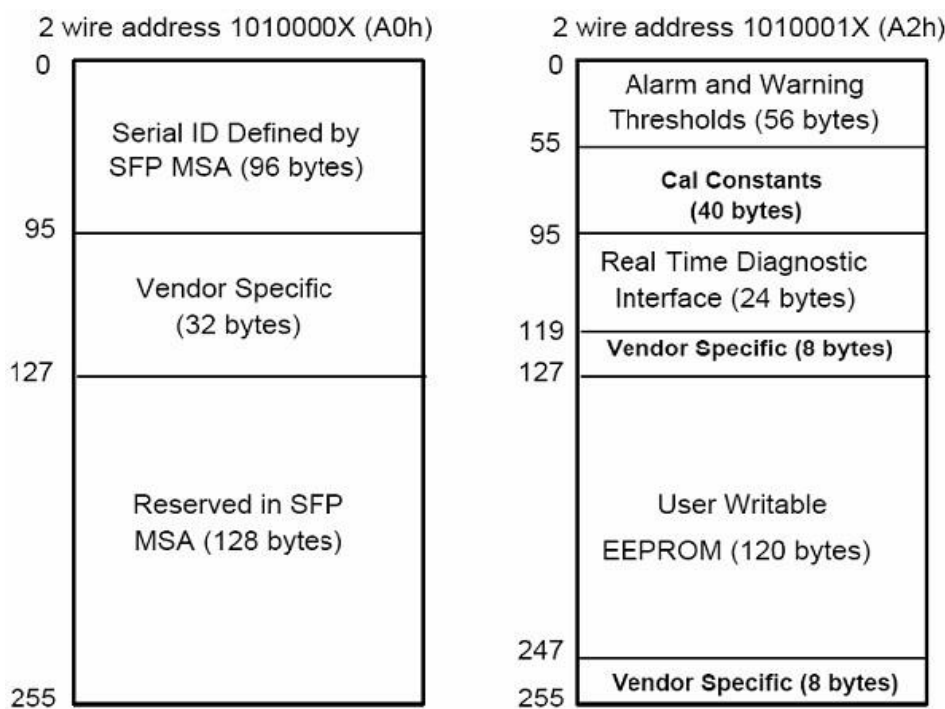 2 wire address 1010000X (A0h)
0
Serial ID Defined by
SFP MSA (96 bytes)
95
Vendor Specific
(32 bytes)
127
Reserved in SFP
MSA (128 bytes)
255
2 wire address 1010001X (A2h)
0
Alarm and Warning
Thresholds (56 bytes)
55
Cal Constants
(40 bytes)
95
Real Time Diagnostic
Interface (24 bytes)
119
Vendor Specific (8 bytes)
127
User Writable
EEPROM (120 bytes)
247
Vendor Specific (8 bytes)
255